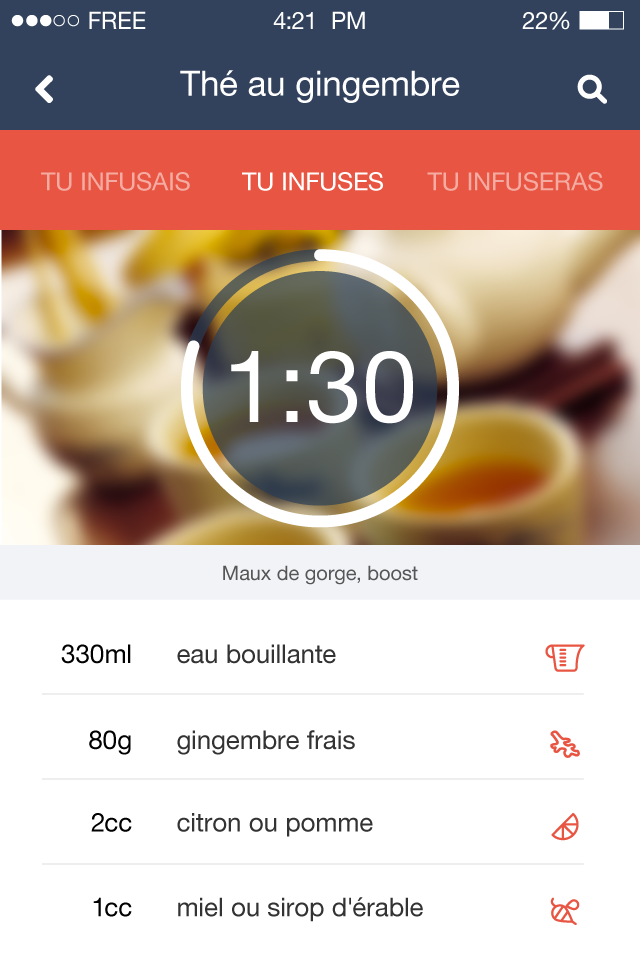 FREE 4:21 PM 22%
Thé au gingembre
TU INFUSAIS TU INFUSES TU INFUSERAS
1:30
Maux de gorge, boost
330ml eau bouillante
80g gingembre frais
2cc citron ou pomme
1cc miel ou sirop d'érable